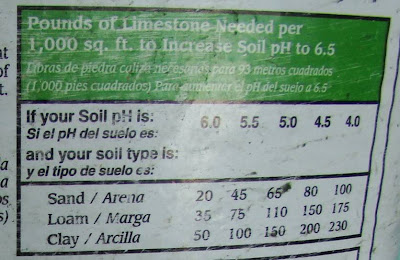 Pounds of Limestone Needed per
1,000 sq. ft. to Increase Soil pH to 6.5
Libras de piedra caliza necesarias para 93 metros cuadrados
(1,000 pies cuadrados) Para aumentar el pH del suelo a 6.5
If your Soil pH is: 6.0 5.5 5.0 4.5 4.0
Si el pH del suelo es:
and your soil type is:
y el tipo de suelo es:
Sand / Arena 20 45 65 80 100
Loam / Marga 35 75 110 150 175
Clay / Arcilla 50 100 150 200 230